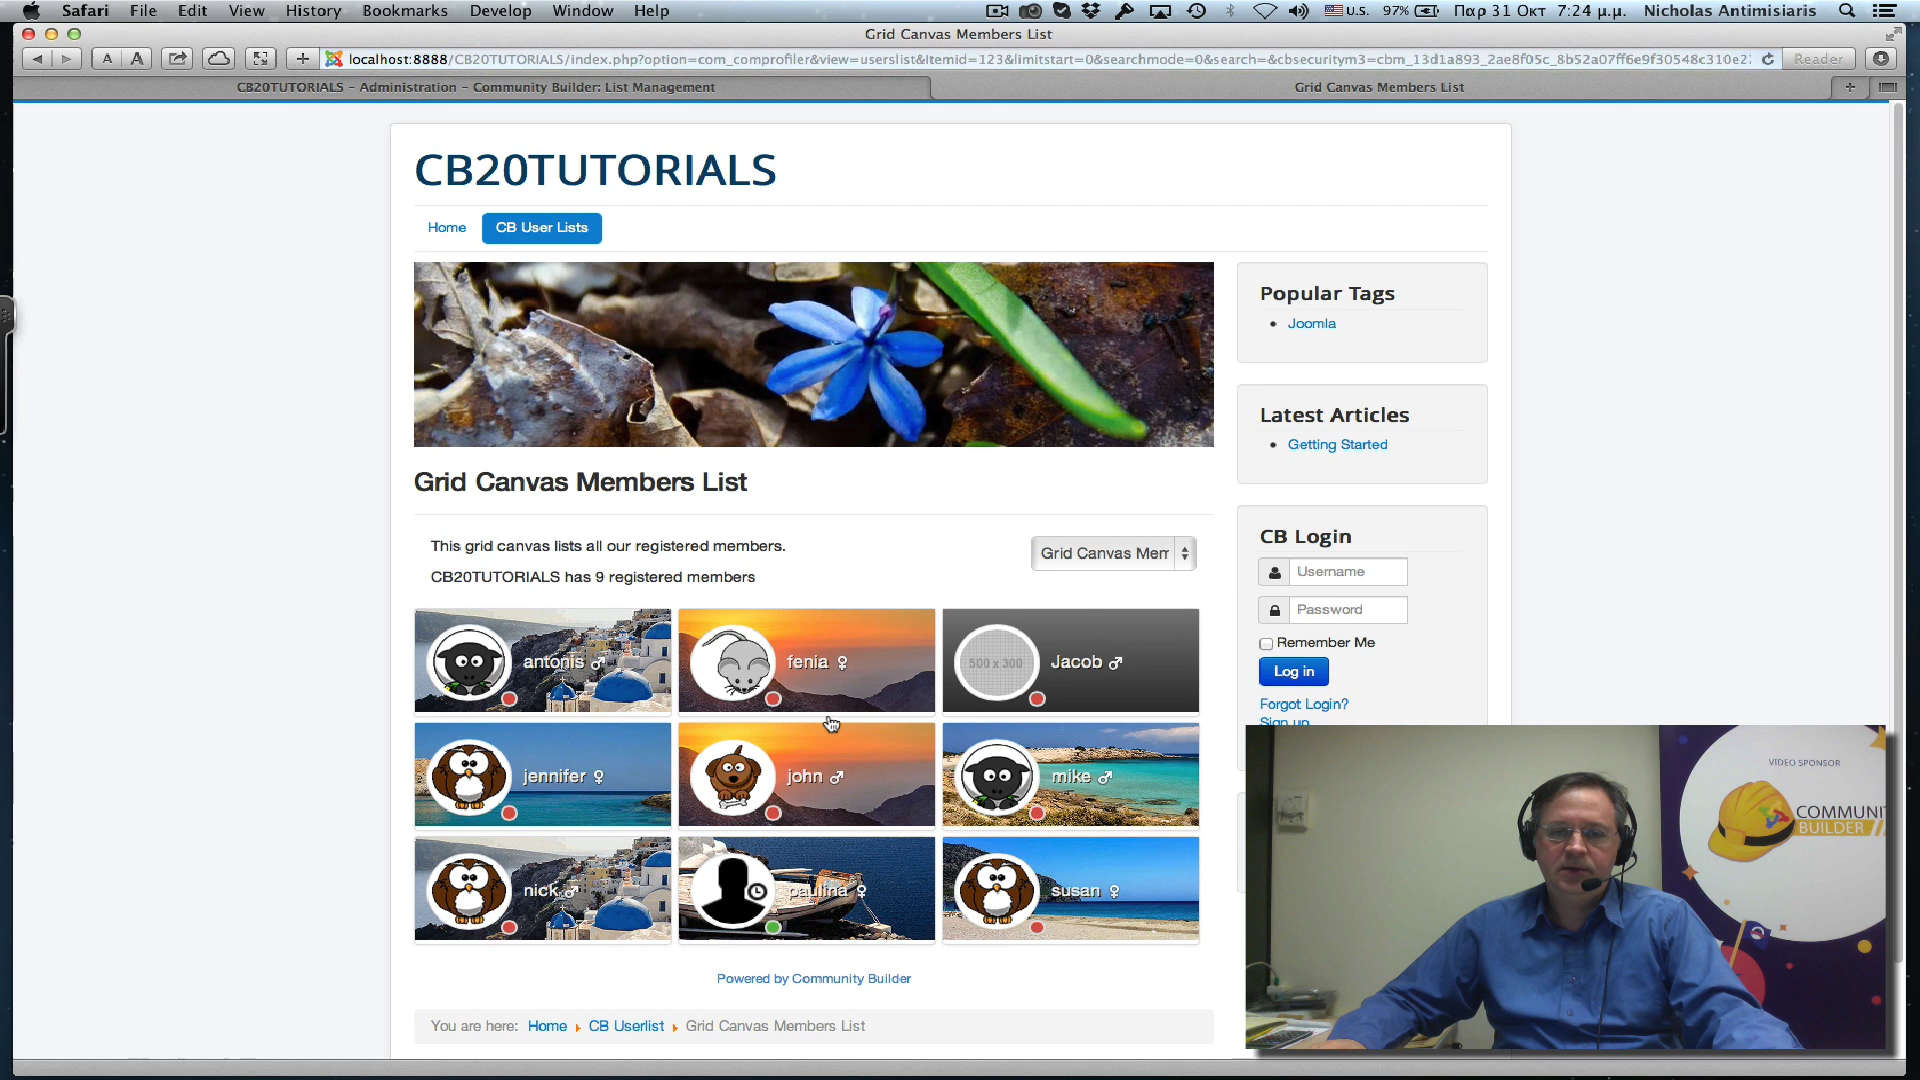 Safari File Edit View History Bookmarks Develop Window Help U.S. 97% Παρ 31 Οκτ 7:24 μ.μ. Nicholas Antimisiaris
Grid Canvas Members List
A A + localhost:8888/CB20TUTORIALS/index.php?option=com_comprofiler&view=userslist&Itemid=123&limitstart=0&searchmode=0&search=&cbsecuritym3=cbm_13d1a893_2ae8f05c_8b52a07ff6e9f30548c310e2 Reader
CB20TUTORIALS – Administration – Community Builder: List Management Grid Canvas Members List +
CB20TUTORIALS
Home CB User Lists
Popular Tags
Joomla
Latest Articles
Getting Started
Grid Canvas Members List
This grid canvas lists all our registered members.
Grid Canvas Mem
CB20TUTORIALS has 9 registered members
CB Login
Username
Password
Remember Me
Log in
Forgot Login?
Sign up
antonis ♂ fenia ♀ 500 x 300 Jacob ♂
jennifer ♀ john ♂ mike ♂
nick ♂ paulina ♀ susan ♀
VIDEO SPONSOR
COMMUNI
BUILDER
Powered by Community Builder
You are here: Home CB Userlist Grid Canvas Members List